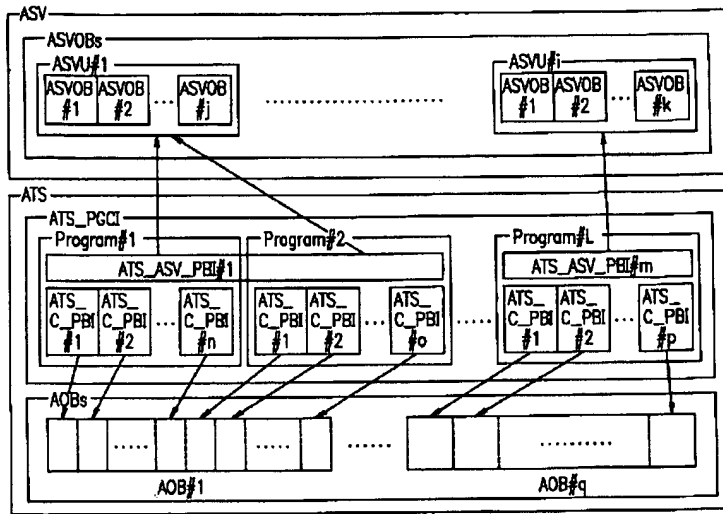 ASV
ASVOBs
ASVU#1
ASVOB #1
ASVOB #2
...
ASVOB #j
..........................
ASVU#i
ASVOB #1
ASVOB #2
...
ASVOB #k
ATS
ATS_PGCI
Program#1
Program#2
Program#L
ATS_ASV_PBI#1
ATS_ASV_PBI#m
ATS_
C_PBI
#1
ATS_
C_PBI
#2
...
ATS_
C_PBI
#n
ATS_
C_PBI
#1
ATS_
C_PBI
#2
...
ATS_
C_PBI
#o
......
ATS_
C_PBI
#1
ATS_
C_PBI
#2
...
ATS_
C_PBI
#p
AOBs
AOB#1
AOB#q